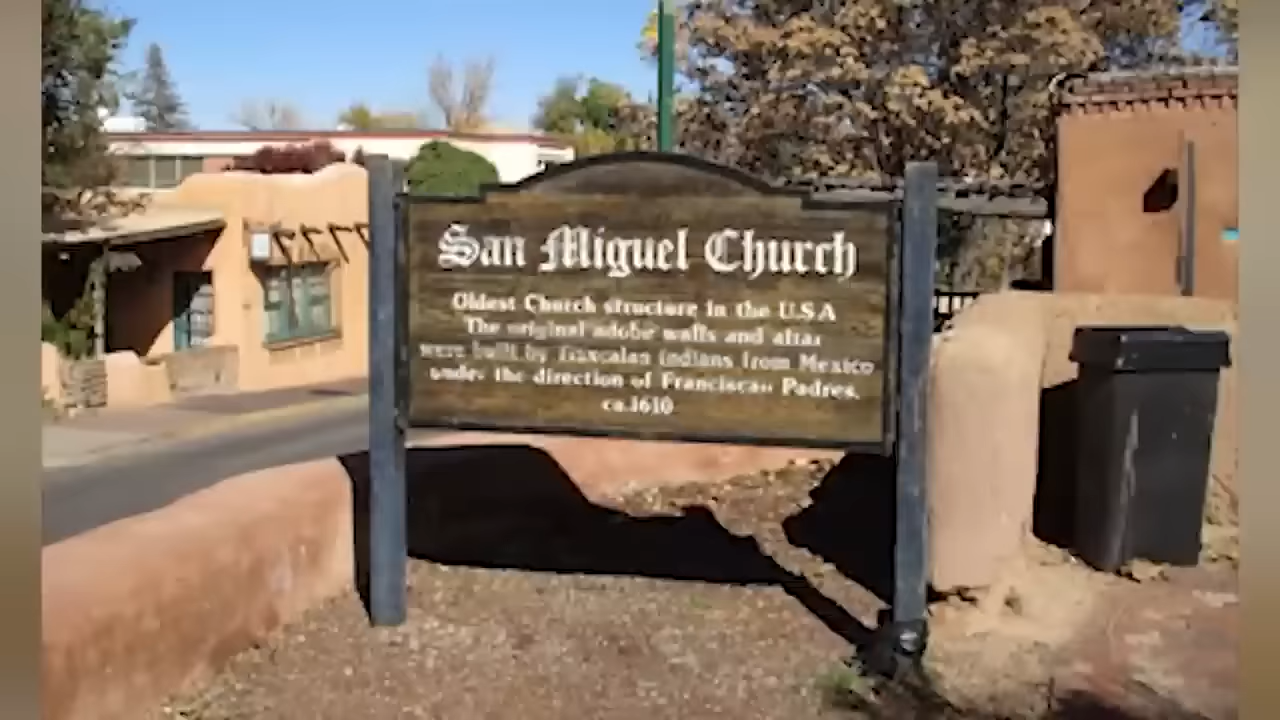 San Miguel Church
Oldest Church structure in the U.S.A
The original adobe walls and altar
were built by Tlaxcalan Indians from Mexico
under the direction of Franciscan Padres.
ca.1610